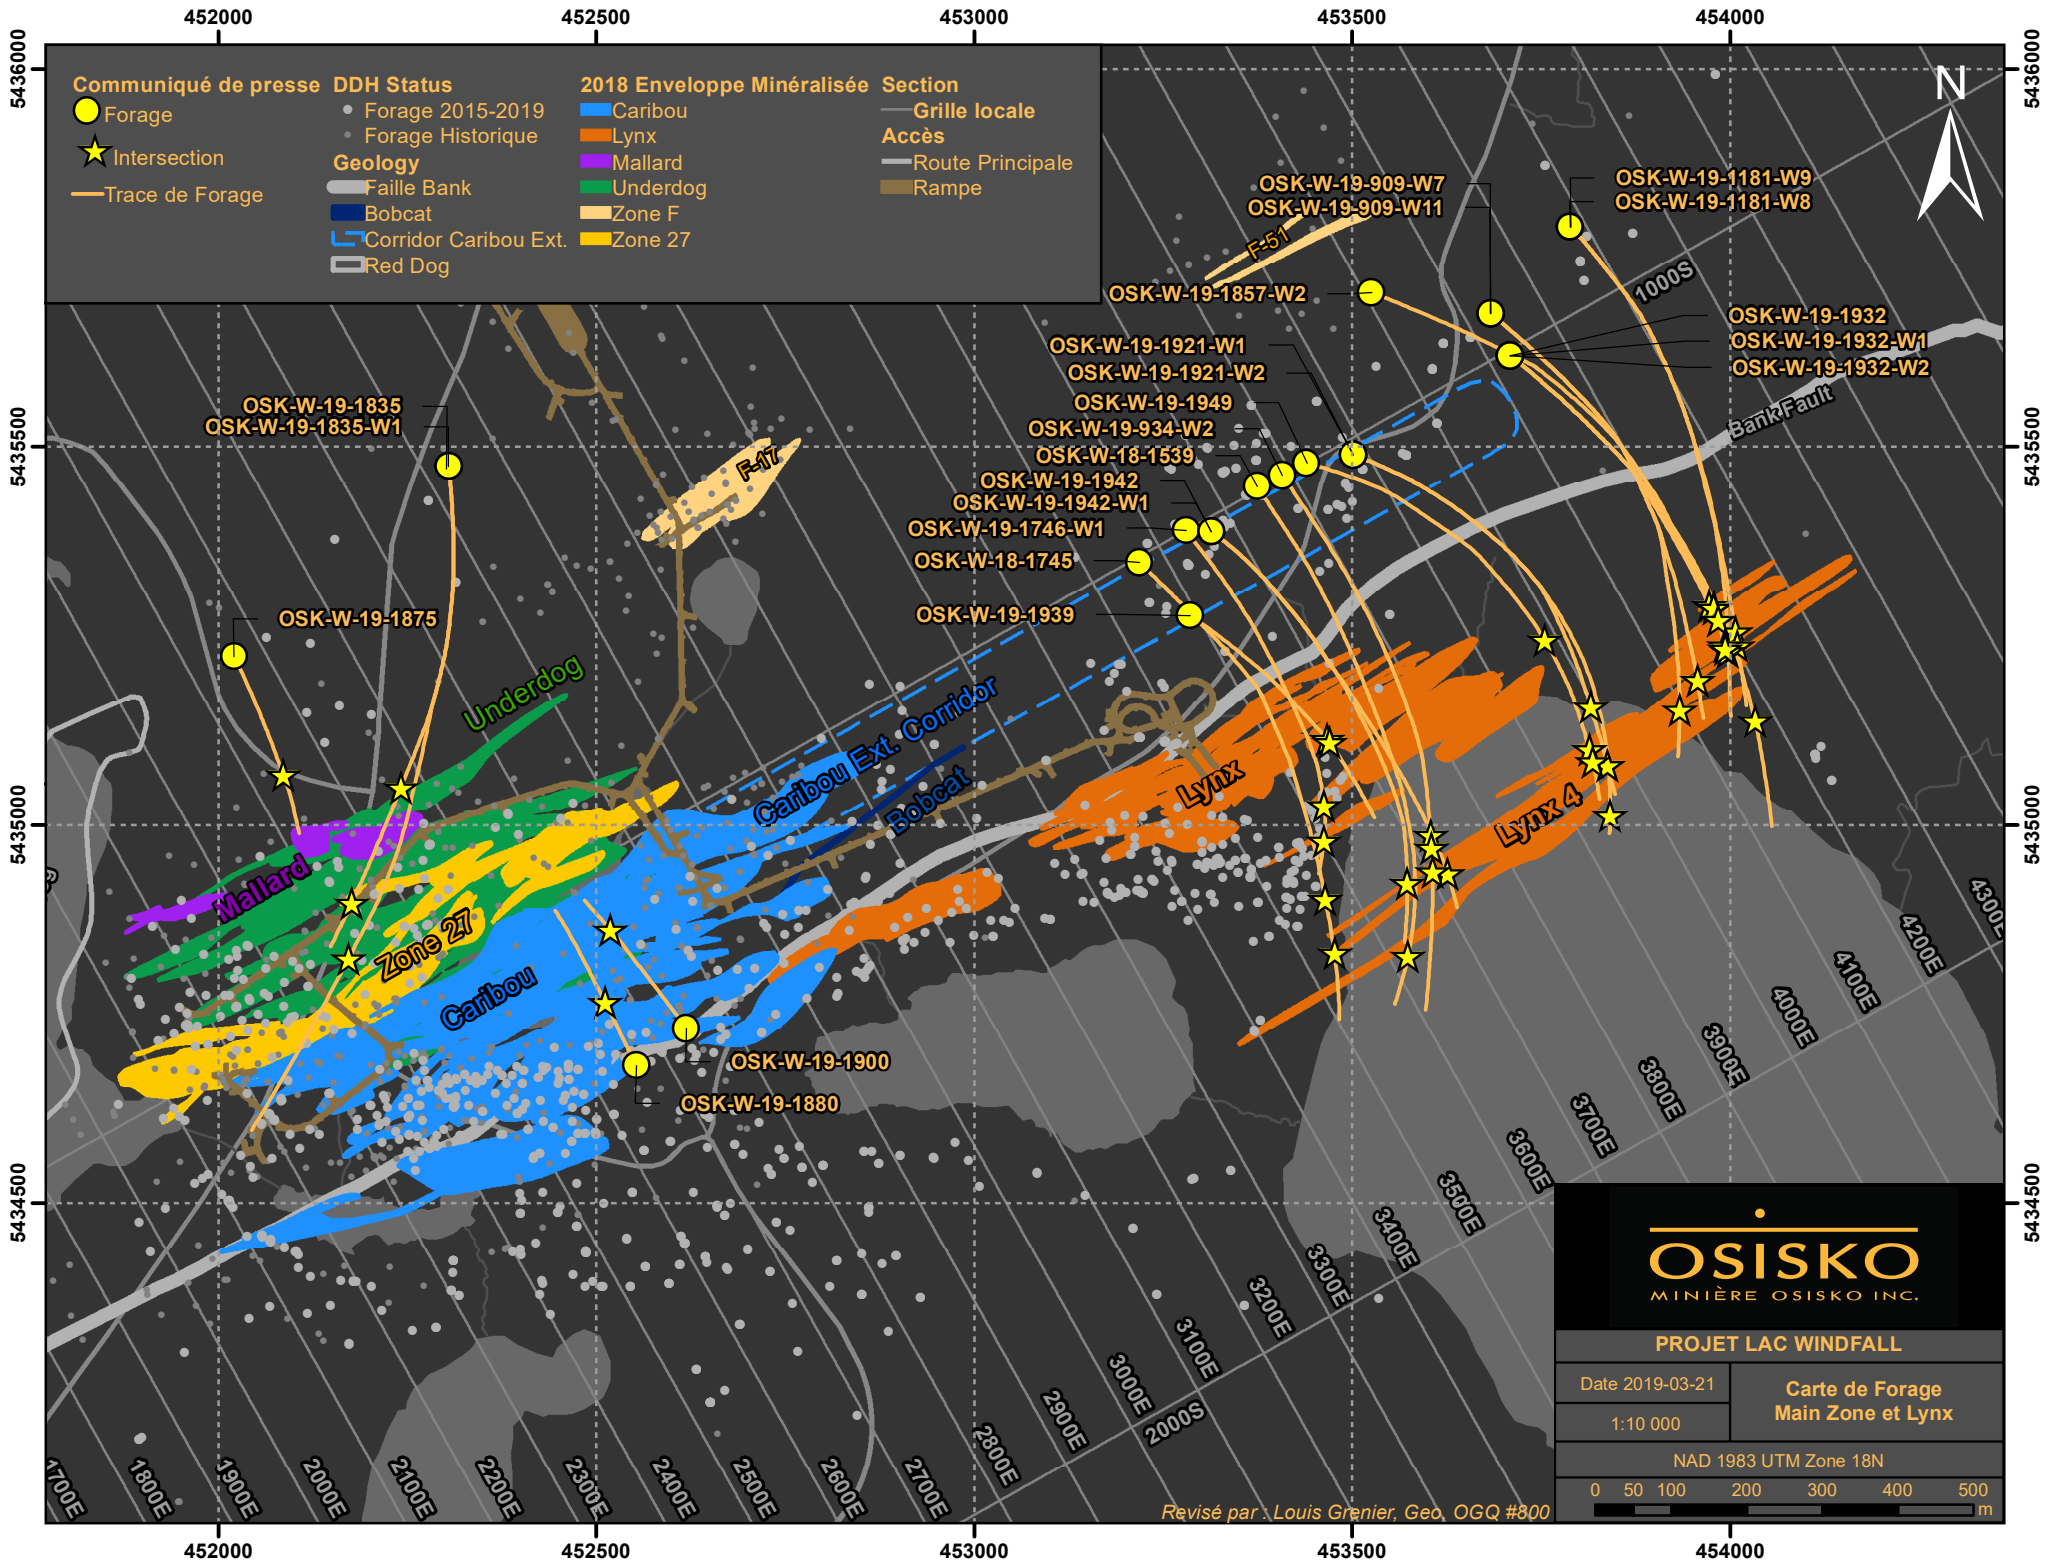 452000 452500 453000 453500 454000
5436000
5436000
Communiqué de presse
Forage
Intersection
Trace de Forage
DDH Status
Forage 2015-2019
Forage Historique
Geology
Faille Bank
Bobcat
Corridor Caribou Ext.
Red Dog
2018 Enveloppe Minéralisée
Caribou
Lynx
Mallard
Underdog
Zone F
Zone 27
Section
Grille locale
Accès
Route Principale
Rampe
N
OSK-W-19-909-W7
OSK-W-19-909-W11
OSK-W-19-1181-W9
OSK-W-19-1181-W8
F-51
1000S
OSK-W-19-1857-W2
OSK-W-19-1932
OSK-W-19-1932-W1
OSK-W-19-1932-W2
OSK-W-19-1921-W1
OSK-W-19-1921-W2
OSK-W-19-1949
OSK-W-19-934-W2
OSK-W-18-1539
OSK-W-19-1942
OSK-W-19-1942-W1
OSK-W-19-1746-W1
OSK-W-18-1745
OSK-W-19-1939
Bank Fault
OSK-W-19-1835
OSK-W-19-1835-W1
5435500
5435500
F-17
OSK-W-19-1875
Underdog
Caribou Ext. Corridor
Bobcat
Lynx
Lynx 4
5435000
5435000
Mallard
Zone 27
Caribou
OSK-W-19-1900
OSK-W-19-1880
5434500
5434500
4300E
4200E
4100E
4000E
3900E
3800E
3700E
3600E
3500E
3400E
3300E
3200E
3100E
3000E
2900E
2800E
2000S
1700E
1800E
1900E
2000E
2100E
2200E
2300E
2400E
2500E
2600E
2700E
OSISKO
MINIÈRE OSISKO INC.
PROJET LAC WINDFALL
Date 2019-03-21
1:10 000
Carte de Forage
Main Zone et Lynx
NAD 1983 UTM Zone 18N
0 50 100 200 300 400 500
m
Revisé par : Louis Grenier, Geo. OGQ #800
452000 452500 453000 453500 454000